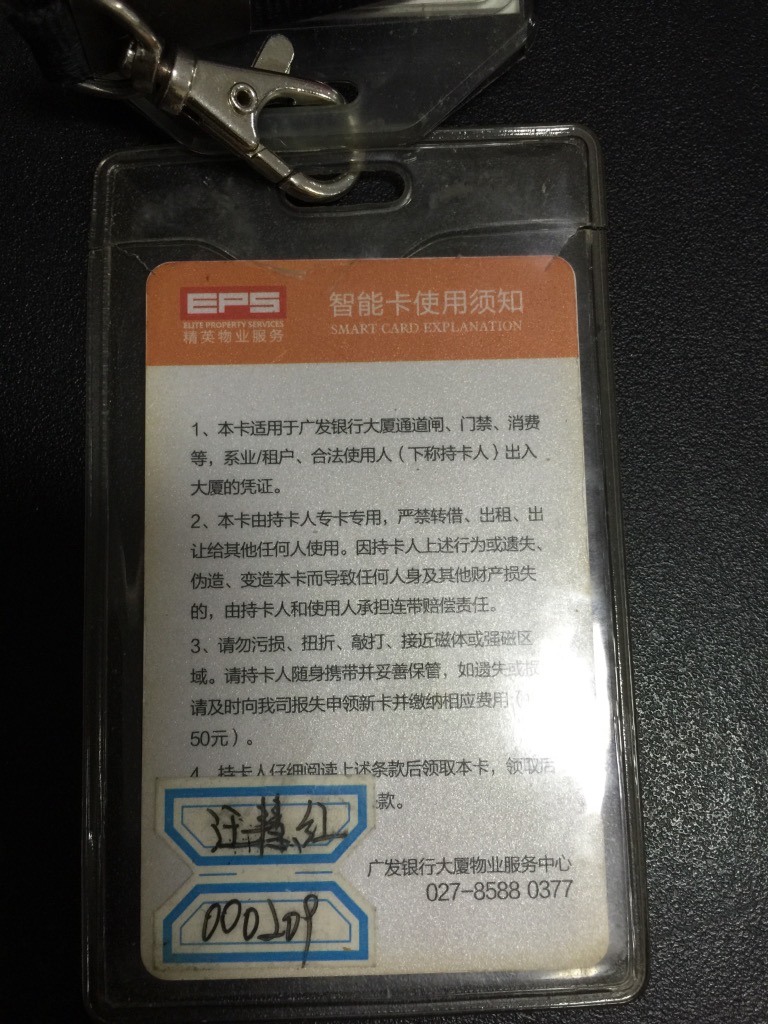 EPS
ELITE PROPERTY SERVICES
精英物业服务
智能卡使用须知
SMART CARD EXPLANATION
1、本卡适用于广发银行大厦通道闸、门禁、消费
等，系业/租户、合法使用人（下称持卡人）出入
大厦的凭证。
2、本卡由持卡人专卡专用，严禁转借、出租、出
让给其他任何人使用。因持卡人上述行为或遗失、
伪造、变造本卡而导致任何人身及其他财产损失
的，由持卡人和使用人承担连带赔偿责任。
3、请勿污损、扭折、敲打、接近磁体或强磁区
域。请持卡人随身携带并妥善保管，如遗失或损
请及时向我司报失申领新卡并缴纳相应费用（
50元）。
4、持卡人仔细阅读上述条款后领取本卡，领取后
款。
汪慧红
000209
广发银行大厦物业服务中心
027-8588 0377